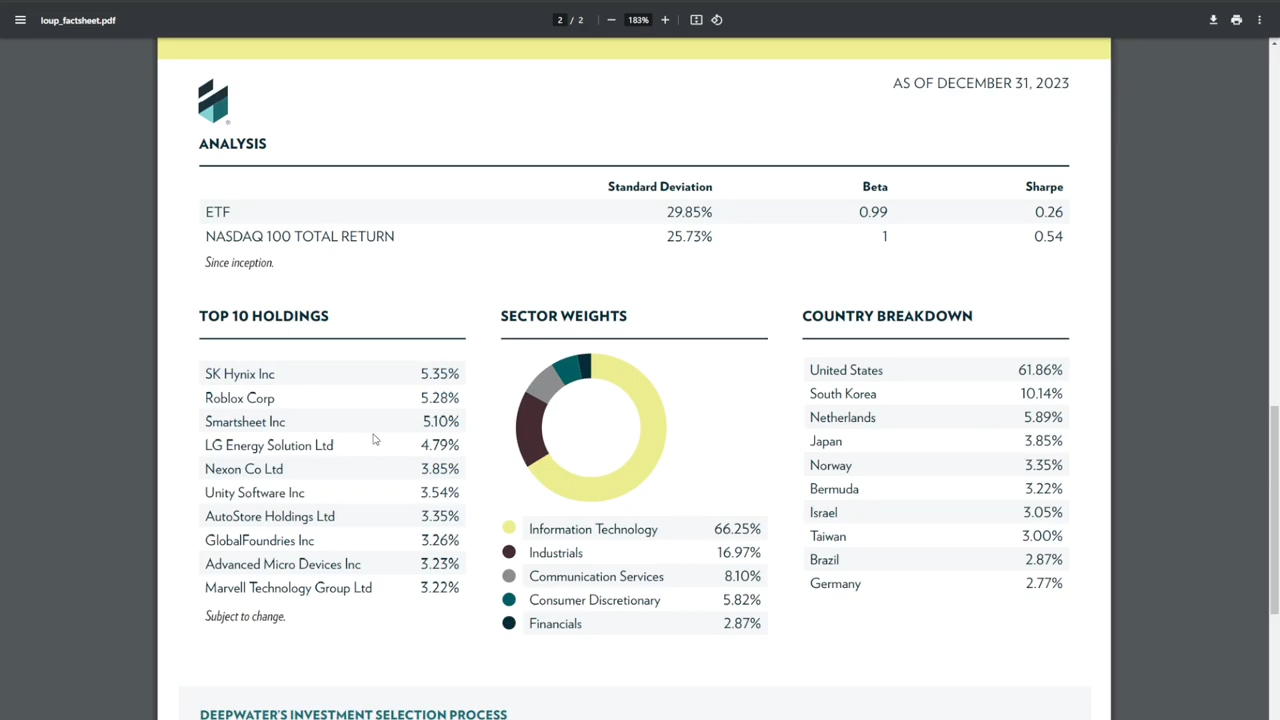 loup_factsheet.pdf
2 / 2
183%
AS OF DECEMBER 31, 2023
ANALYSIS
Standard Deviation Beta Sharpe
ETF 29.85% 0.99 0.26
NASDAQ 100 TOTAL RETURN 25.73% 1 0.54
Since inception.
TOP 10 HOLDINGS
SK Hynix Inc 5.35%
Roblox Corp 5.28%
Smartsheet Inc 5.10%
LG Energy Solution Ltd 4.79%
Nexon Co Ltd 3.85%
Unity Software Inc 3.54%
AutoStore Holdings Ltd 3.35%
GlobalFoundries Inc 3.26%
Advanced Micro Devices Inc 3.23%
Marvell Technology Group Ltd 3.22%
Subject to change.
SECTOR WEIGHTS
Information Technology 66.25%
Industrials 16.97%
Communication Services 8.10%
Consumer Discretionary 5.82%
Financials 2.87%
COUNTRY BREAKDOWN
United States 61.86%
South Korea 10.14%
Netherlands 5.89%
Japan 3.85%
Norway 3.35%
Bermuda 3.22%
Israel 3.05%
Taiwan 3.00%
Brazil 2.87%
Germany 2.77%
DEEPWATER'S INVESTMENT SELECTION PROCESS